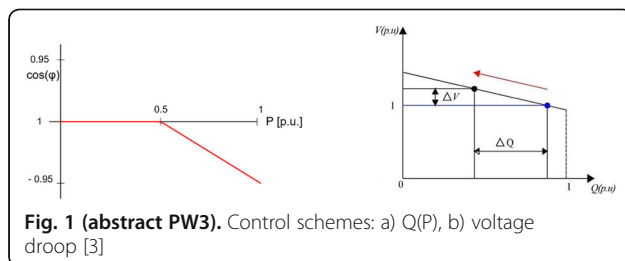 0.95
cos(φ)
0.5
1
1
P [p.u.]
- 0.95
V(p.u)
ΔV
1
ΔQ
0
1
Q(p.u)
Fig. 1 (abstract PW3). Control schemes: a) Q(P), b) voltage
droop [3]